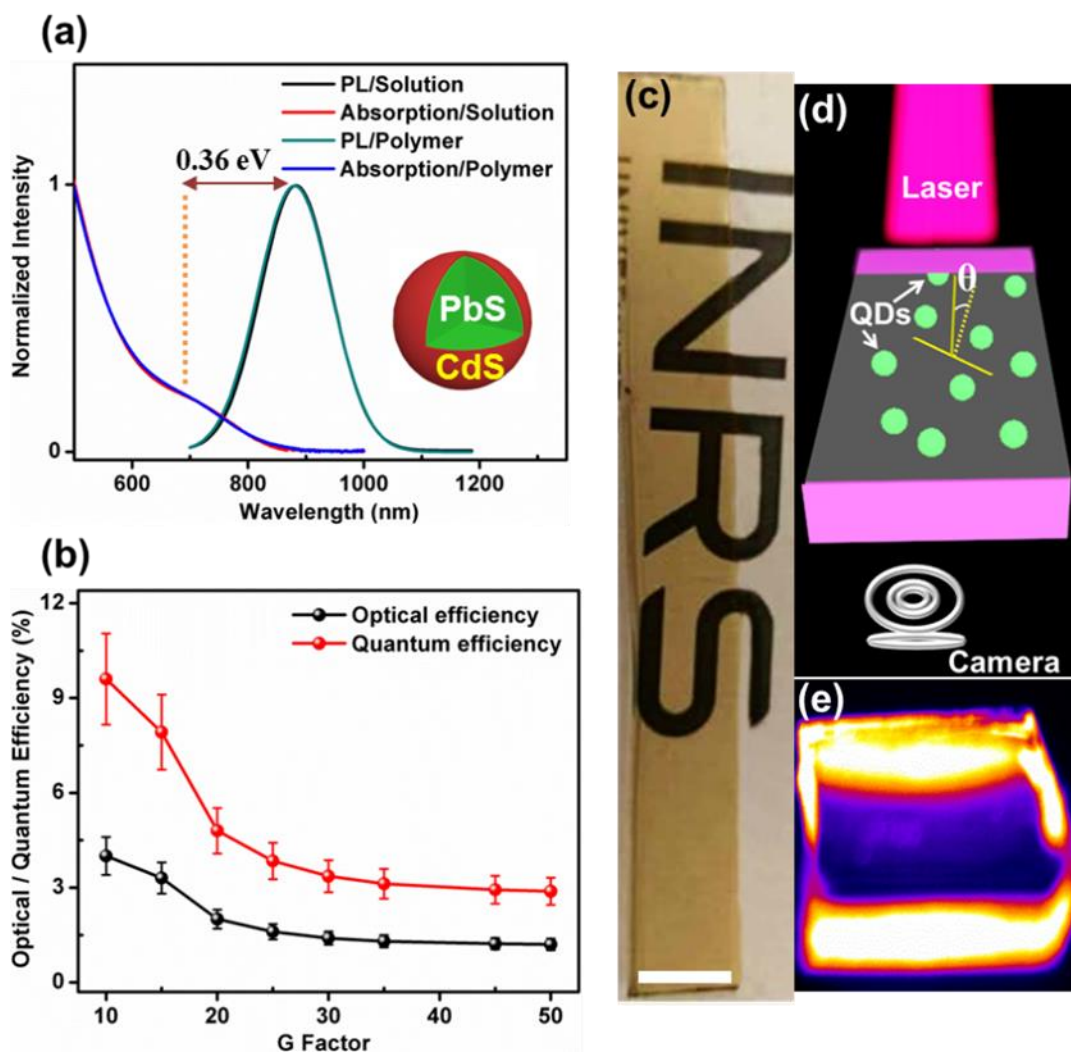 (a)
PL/Solution
Absorption/Solution
PL/Polymer
Absorption/Polymer
0.36 eV
1
0
Normalized Intensity
PbS
CdS
600
800
1000
1200
Wavelength (nm)
(b)
Optical efficiency
Quantum efficiency
12
9
6
3
0
Optical / Quantum Efficiency (%)
10
20
30
40
50
G Factor
(c)
INRS
(d)
Laser
θ
QDs
Camera
(e)